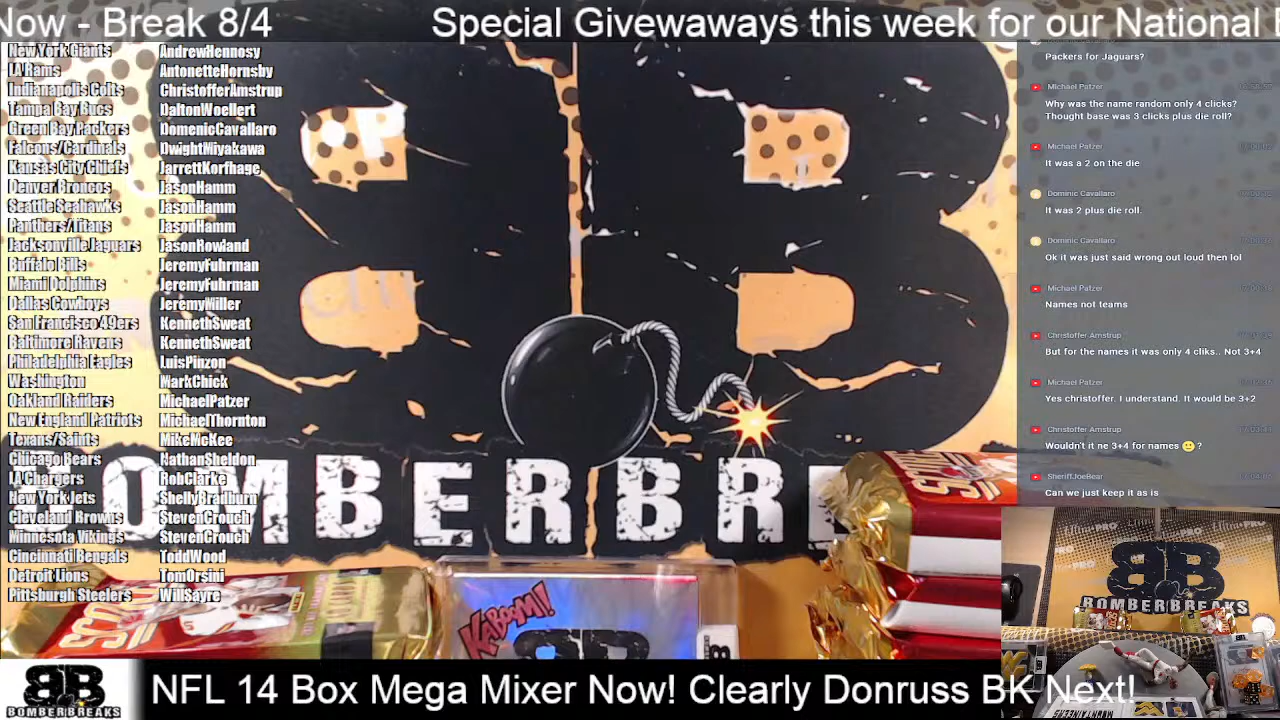 Now - Break 8/4
Special Givewaways this week for our National
New York Giants AndrewHennosy
LA Rams AntonetteHornsby
Indianapolis Colts ChristofferAmstrup
Tampa Bay Bucs DaltonWoellert
Green Bay Packers DomenicCavallaro
Falcons/Cardinals DwightMiyakawa
Kansas City Chiefs JarrettKorfhage
Denver Broncos JasonHamm
Seattle Seahawks JasonHamm
Panthers/Titans JasonHamm
Jacksonville Jaguars JasonRowland
Buffalo Bills JeremyFuhrman
Miami Dolphins JeremyFuhrman
Dallas Cowboys JeremyMiller
San Francisco 49ers KennethSweat
Baltimore Ravens KennethSweat
Philadelphia Eagles LuisPinzon
Washington MarkChick
Oakland Raiders MichaelPatzer
New England Patriots MichaelThornton
Texans/Saints MikeMcKee
Chicago Bears NathanSheldon
LA Chargers RobClarke
New York Jets ShellyBradburn
Cleveland Browns StevenCrouch
Minnesota Vikings StevenCrouch
Cincinnati Bengals ToddWood
Detroit Lions TomOrsini
Pittsburgh Steelers WillSayre
Packers for Jaguars?
Michael Patzer
Why was the name random only 4 clicks?
Thought base was 3 clicks plus die roll?
Michael Patzer
It was a 2 on the die
Dominic Cavallaro
It was 2 plus die roll.
Dominic Cavallaro
Ok it was just said wrong out loud then lol
Michael Patzer
Names not teams
Christoffer Amstrup
But for the names it was only 4 cliks.. Not 3+4
Michael Patzer
Yes christoffer. I understand. It would be 3+2
Christoffer Amstrup
Wouldn't it ne 3+4 for names 🙂 ?
SheriffJoeBear
Can we just keep it as is
BB
BOMBER BRE
KABOOM!
BB
BOMBERBREAKS
BB
BOMBERBREAKS
NFL 14 Box Mega Mixer Now! Clearly Donruss BK Next!